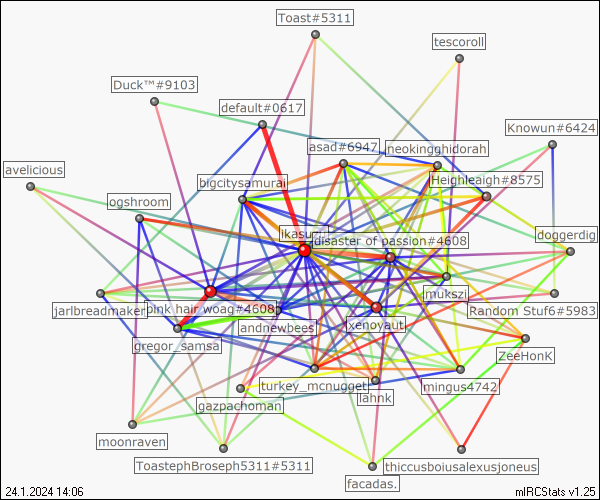 Toast#5311
tescoroll
Duck™#9103
default#0617
Knowun#6424
asad#6947
neokingghidorah
avelicious
bigcitysamurai
Heighleaigh#8575
ogshroom
disaster of passion#4608
doggerdig
mukszi
jarlbreadmaker
pink hair woag#4608
Random Stuf6#5983
andnewbees
xenoyaut
gregor_samsa
ZeeHonK
turkey_mcnugget
lahnk
mingus4742
gazpachoman
moonraven
ToastephBroseph5311#5311
thiccusboiusalexusjoneus
facadas.
24.1.2024 14:06
mIRCStats v1.25